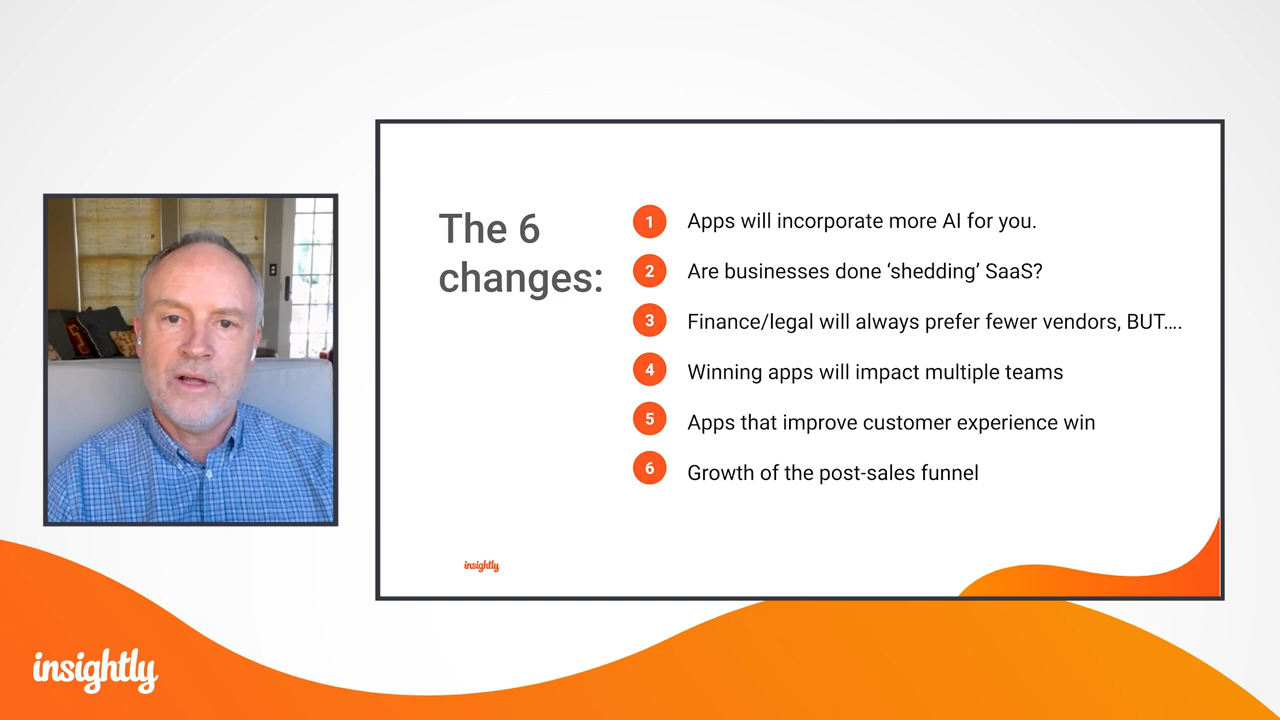 The 6
changes:
1 Apps will incorporate more AI for you.
2 Are businesses done ‘shedding’ SaaS?
3 Finance/legal will always prefer fewer vendors, BUT....
4 Winning apps will impact multiple teams
5 Apps that improve customer experience win
6 Growth of the post-sales funnel
insightly
insightly